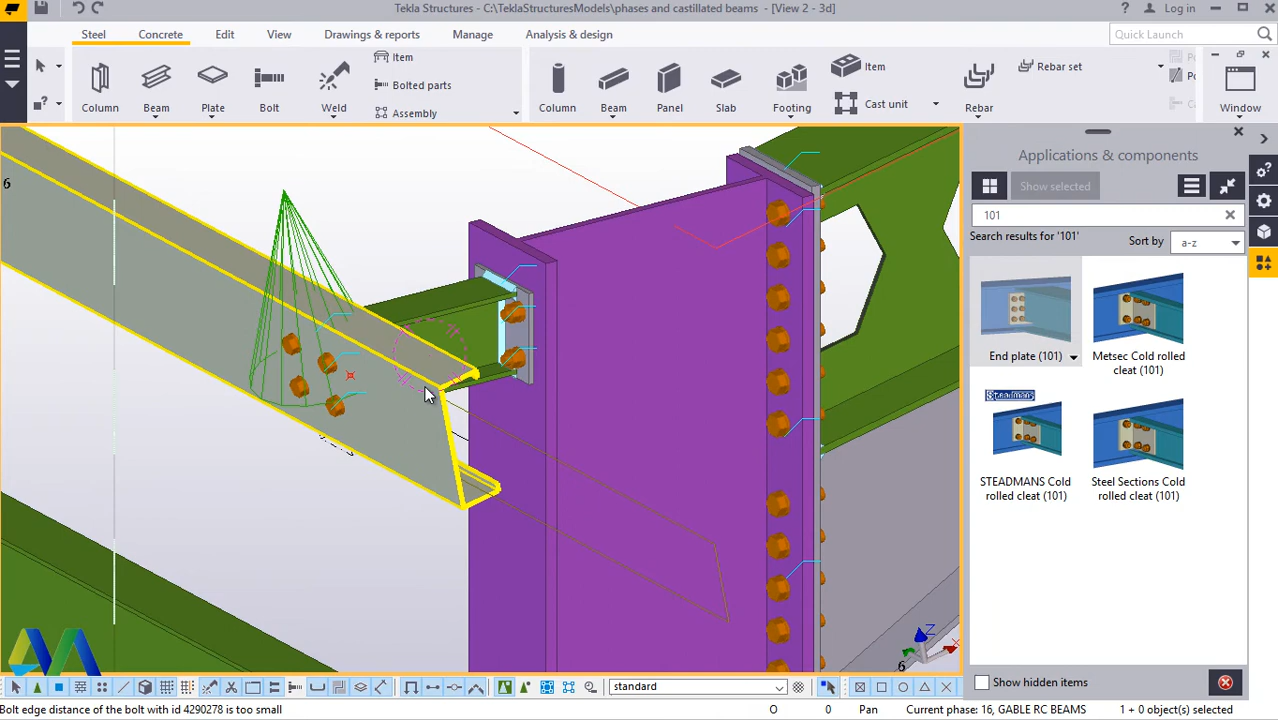 Tekla Structures - C:\TeklaStructuresModels\phases and castillated beams - [View 2 - 3d]
? Log in
Steel Concrete Edit View Drawings & reports Manage Analysis & design
Quick Launch
Item
Bolted parts
Assembly
Column Beam Plate Bolt Weld
Column Beam Panel Slab Footing
Item
Cast unit
Rebar
Rebar set
Window
6
Applications & components
Show selected
101
Search results for '101'
Sort by
a-z
End plate (101)
Metsec Cold rolled cleat (101)
Steadmans
STEADMANS Cold rolled cleat (101)
Steel Sections Cold rolled cleat (101)
Z
X
6
Show hidden items
standard
Bolt edge distance of the bolt with id 4290278 is too small
O 0 Pan Current phase: 16, GABLE RC BEAMS 1 + 0 object(s) selected